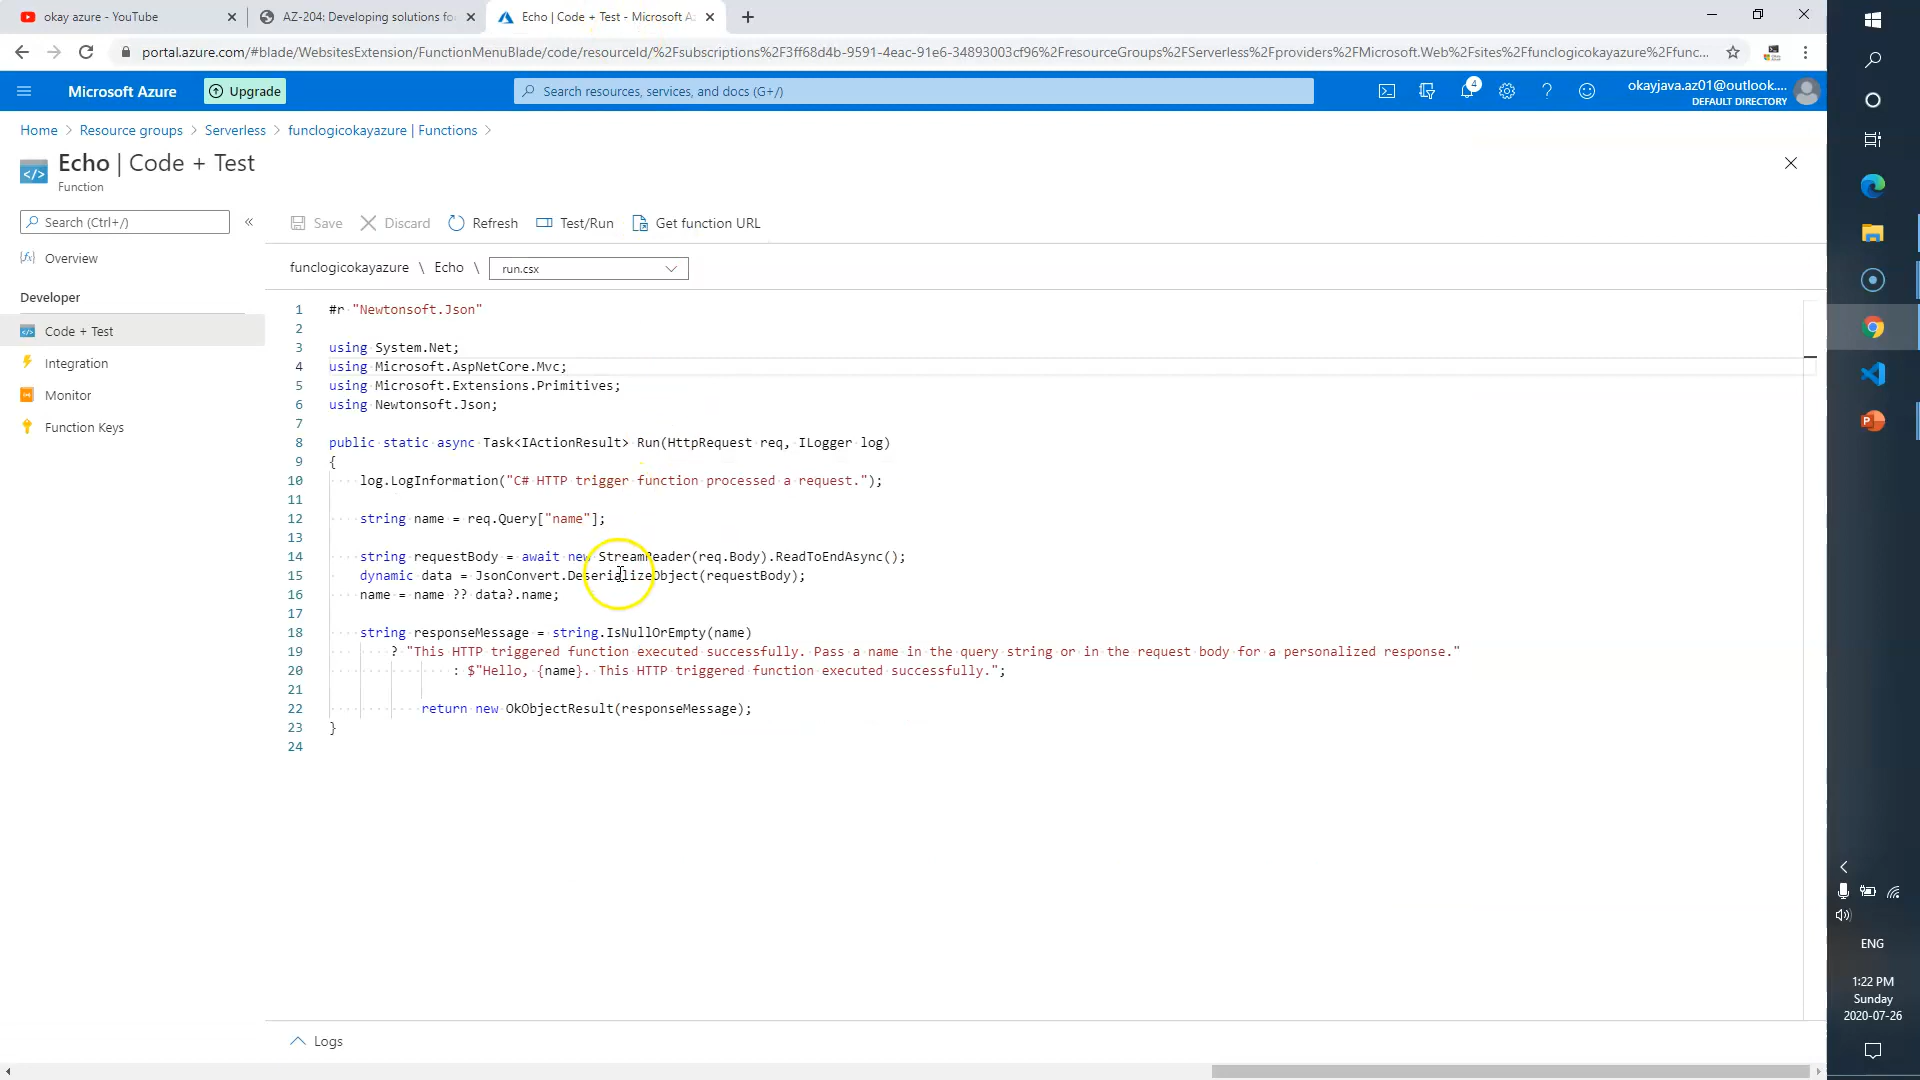 okay azure - YouTube
AZ-204: Developing solutions fo
Echo | Code + Test - Microsoft A
portal.azure.com/#blade/WebsitesExtension/FunctionMenuBlade/code/resourceId/%2Fsubscriptions%2F3ff68d4b-9591-4eac-91e6-34893003cf96%2FresourceGroups%2FServerless%2Fproviders%2FMicrosoft.Web%2Fsites%2Ffunclogicokayazure%2Ffunc...
Microsoft Azure
Upgrade
Search resources, services, and docs (G+/)
4
okayjava.az01@outlook....
DEFAULT DIRECTORY
Home > Resource groups > Serverless > funclogicokayazure | Functions >
Echo | Code + Test
Function
Search (Ctrl+/)
«
Save
Discard
Refresh
Test/Run
Get function URL
Overview
Developer
Code + Test
Integration
Monitor
Function Keys
funclogicokayazure \ Echo \ run.csx
1 #r "Newtonsoft.Json"
2
3 using System.Net;
4 using Microsoft.AspNetCore.Mvc;
5 using Microsoft.Extensions.Primitives;
6 using Newtonsoft.Json;
7
8 public static async Task<IActionResult> Run(HttpRequest req, ILogger log)
9 {
10 log.LogInformation("C# HTTP trigger function processed a request.");
11
12 string name = req.Query["name"];
13
14 string requestBody = await new StreamReader(req.Body).ReadToEndAsync();
15 dynamic data = JsonConvert.DeserializeObject(requestBody);
16 name = name ?? data?.name;
17
18 string responseMessage = string.IsNullOrEmpty(name)
19 ? "This HTTP triggered function executed successfully. Pass a name in the query string or in the request body for a personalized response."
20 : $"Hello, {name}. This HTTP triggered function executed successfully.";
21
22 return new OkObjectResult(responseMessage);
23 }
24
Logs
ENG
1:22 PM
Sunday
2020-07-26